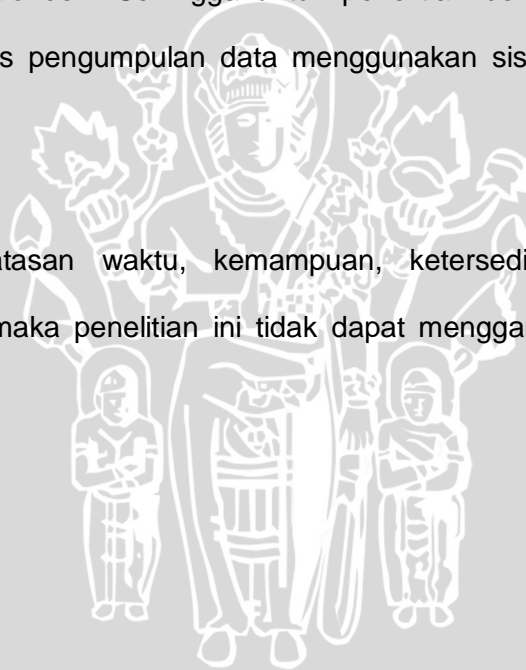 s pengumpulan data menggunakan sis
atasan waktu, kemampuan, ketersedi
maka penelitian ini tidak dapat mengga